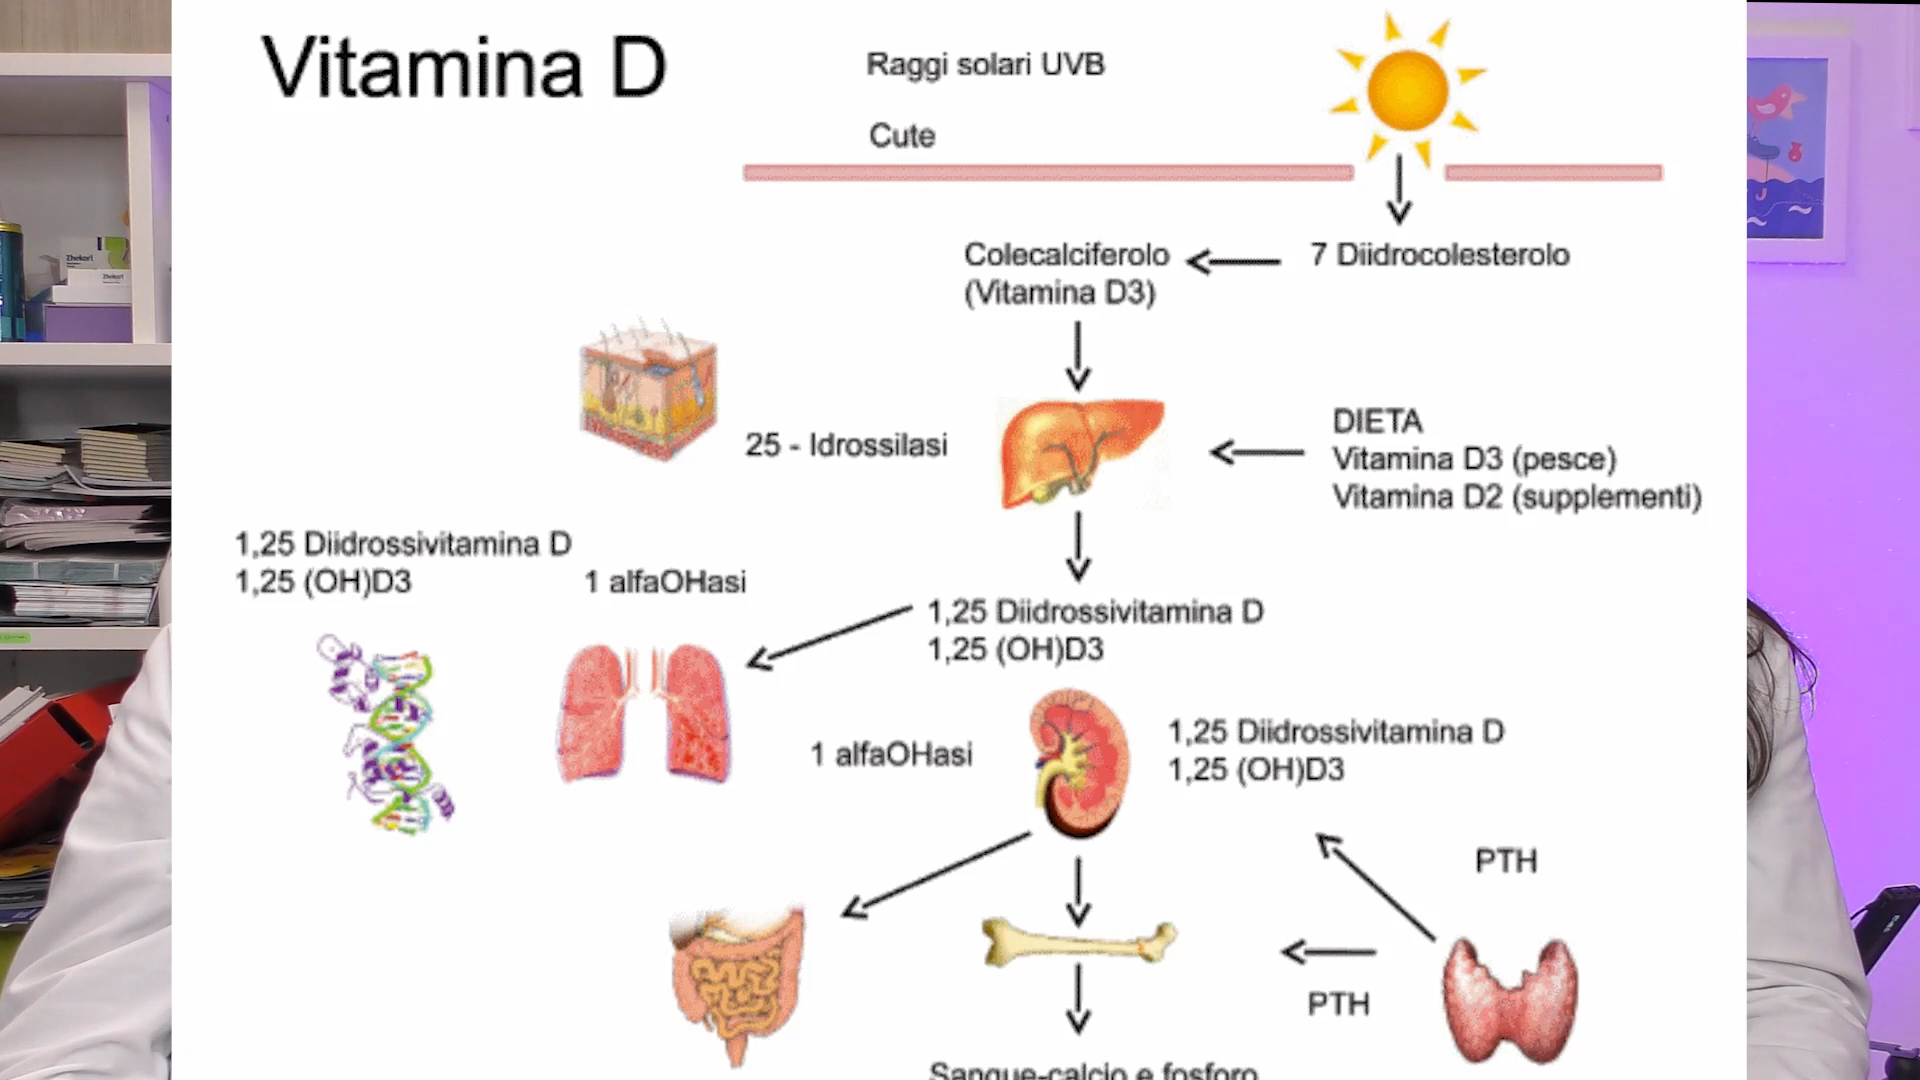 Vitamina D
Raggi solari UVB
Cute
Colecalciferolo
(Vitamina D3)
7 Diidrocolesterolo
25 - Idrossilasi
DIETA
Vitamina D3 (pesce)
Vitamina D2 (supplementi)
1,25 Diidrossivitamina D
1,25 (OH)D3
1 alfaOHasi
1,25 Diidrossivitamina D
1,25 (OH)D3
1 alfaOHasi
1,25 Diidrossivitamina D
1,25 (OH)D3
PTH
PTH
Sangue-calcio e fosforo
Zhekort
Zhekort